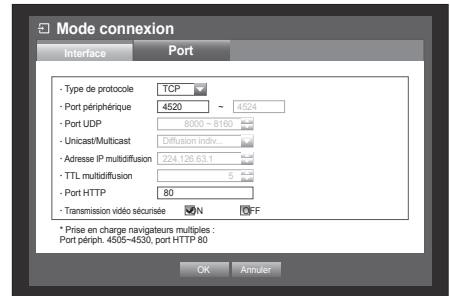 Mode connexion
Interface Port
· Type de protocole TCP
· Port périphérique 4520 ~ 4524
· Port UDP 8000 ~ 8160
· Unicast/Multicast Diffusion indiv...
· Adresse IP multidiffusion 224.126.63.1
· TTL multidiffusion 5
· Port HTTP 80
· Transmission vidéo sécurisée ON OFF
* Prise en charge navigateurs multiples :
Port périph. 4505~4530, port HTTP 80
OK Annuler